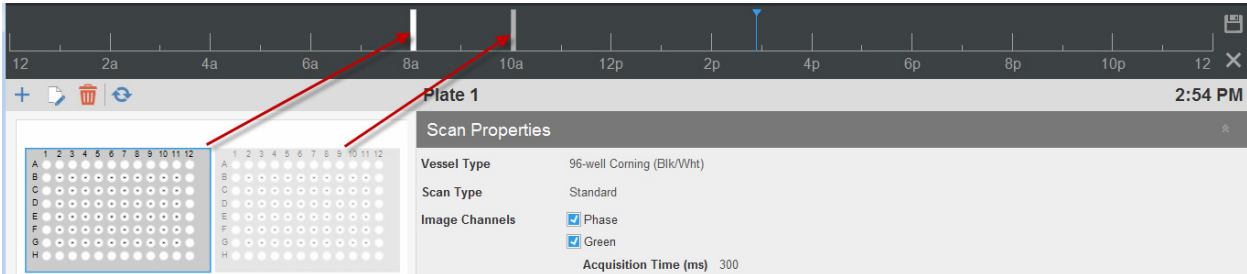 12 2a 4a 6a 8a 10a 12p 2p 4p 6p 8p 10p 12
Plate 1 2:54 PM
Scan Properties
1 2 3 4 5 6 7 8 9 10 11 12
A
B
C
D
E
F
G
H
1 2 3 4 5 6 7 8 9 10 11 12
A
B
C
D
E
F
G
H
Vessel Type 96-well Corning (Blk/Wht)
Scan Type Standard
Image Channels Phase
Green
Acquisition Time (ms) 300